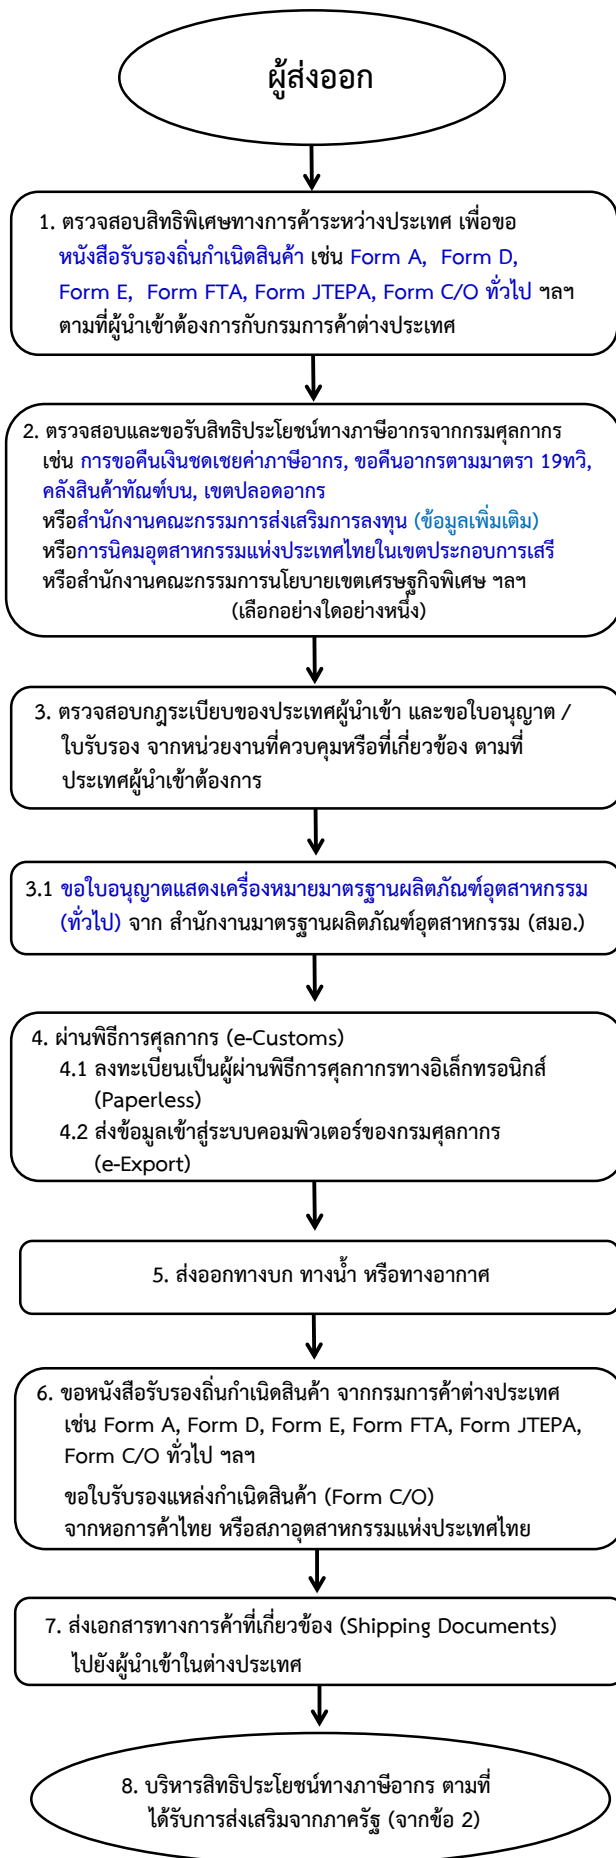 ผู้ส่งออก
1. ตรวจสอบสิทธิพิเศษทางการค้าระหว่างประเทศ เพื่อขอ
หนังสือรับรองถิ่นกำเนิดสินค้า เช่น Form A, Form D,
Form E, Form FTA, Form JTEPA, Form C/O ทั่วไป ฯลฯ
ตามที่ผู้นำเข้าต้องการกับกรมการค้าต่างประเทศ
2. ตรวจสอบและขอรับสิทธิประโยชน์ทางภาษีอากรจากกรมศุลกากร
เช่น การขอคืนเงินชดเชยค่าภาษีอากร, ขอคืนอากรตามมาตรา 19ทวิ,
คลังสินค้าทัณฑ์บน, เขตปลอดอากร
หรือสำนักงานคณะกรรมการส่งเสริมการลงทุน (ข้อมูลเพิ่มเติม)
หรือการนิคมอุตสาหกรรมแห่งประเทศไทยในเขตประกอบการเสรี
หรือสำนักงานคณะกรรมการนโยบายเขตเศรษฐกิจพิเศษ ฯลฯ
(เลือกอย่างใดอย่างหนึ่ง)
3. ตรวจสอบกฎระเบียบของประเทศผู้นำเข้า และขอใบอนุญาต /
ใบรับรอง จากหน่วยงานที่ควบคุมหรือที่เกี่ยวข้อง ตามที่
ประเทศผู้นำเข้าต้องการ
3.1 ขอใบอนุญาตแสดงเครื่องหมายมาตรฐานผลิตภัณฑ์อุตสาหกรรม
(ทั่วไป) จาก สำนักงานมาตรฐานผลิตภัณฑ์อุตสาหกรรม (สมอ.)
4. ผ่านพิธีการศุลกากร (e-Customs)
4.1 ลงทะเบียนเป็นผู้ผ่านพิธีการศุลกากรทางอิเล็กทรอนิกส์
(Paperless)
4.2 ส่งข้อมูลเข้าสู่ระบบคอมพิวเตอร์ของกรมศุลกากร
(e-Export)
5. ส่งออกทางบก ทางน้ำ หรือทางอากาศ
6. ขอหนังสือรับรองถิ่นกำเนิดสินค้า จากกรมการค้าต่างประเทศ
เช่น Form A, Form D, Form E, Form FTA, Form JTEPA,
Form C/O ทั่วไป ฯลฯ
ขอใบรับรองแหล่งกำเนิดสินค้า (Form C/O)
จากหอการค้าไทย หรือสภาอุตสาหกรรมแห่งประเทศไทย
7. ส่งเอกสารทางการค้าที่เกี่ยวข้อง (Shipping Documents)
ไปยังผู้นำเข้าในต่างประเทศ
8. บริหารสิทธิประโยชน์ทางภาษีอากร ตามที่
ได้รับการส่งเสริมจากภาครัฐ (จากข้อ 2)